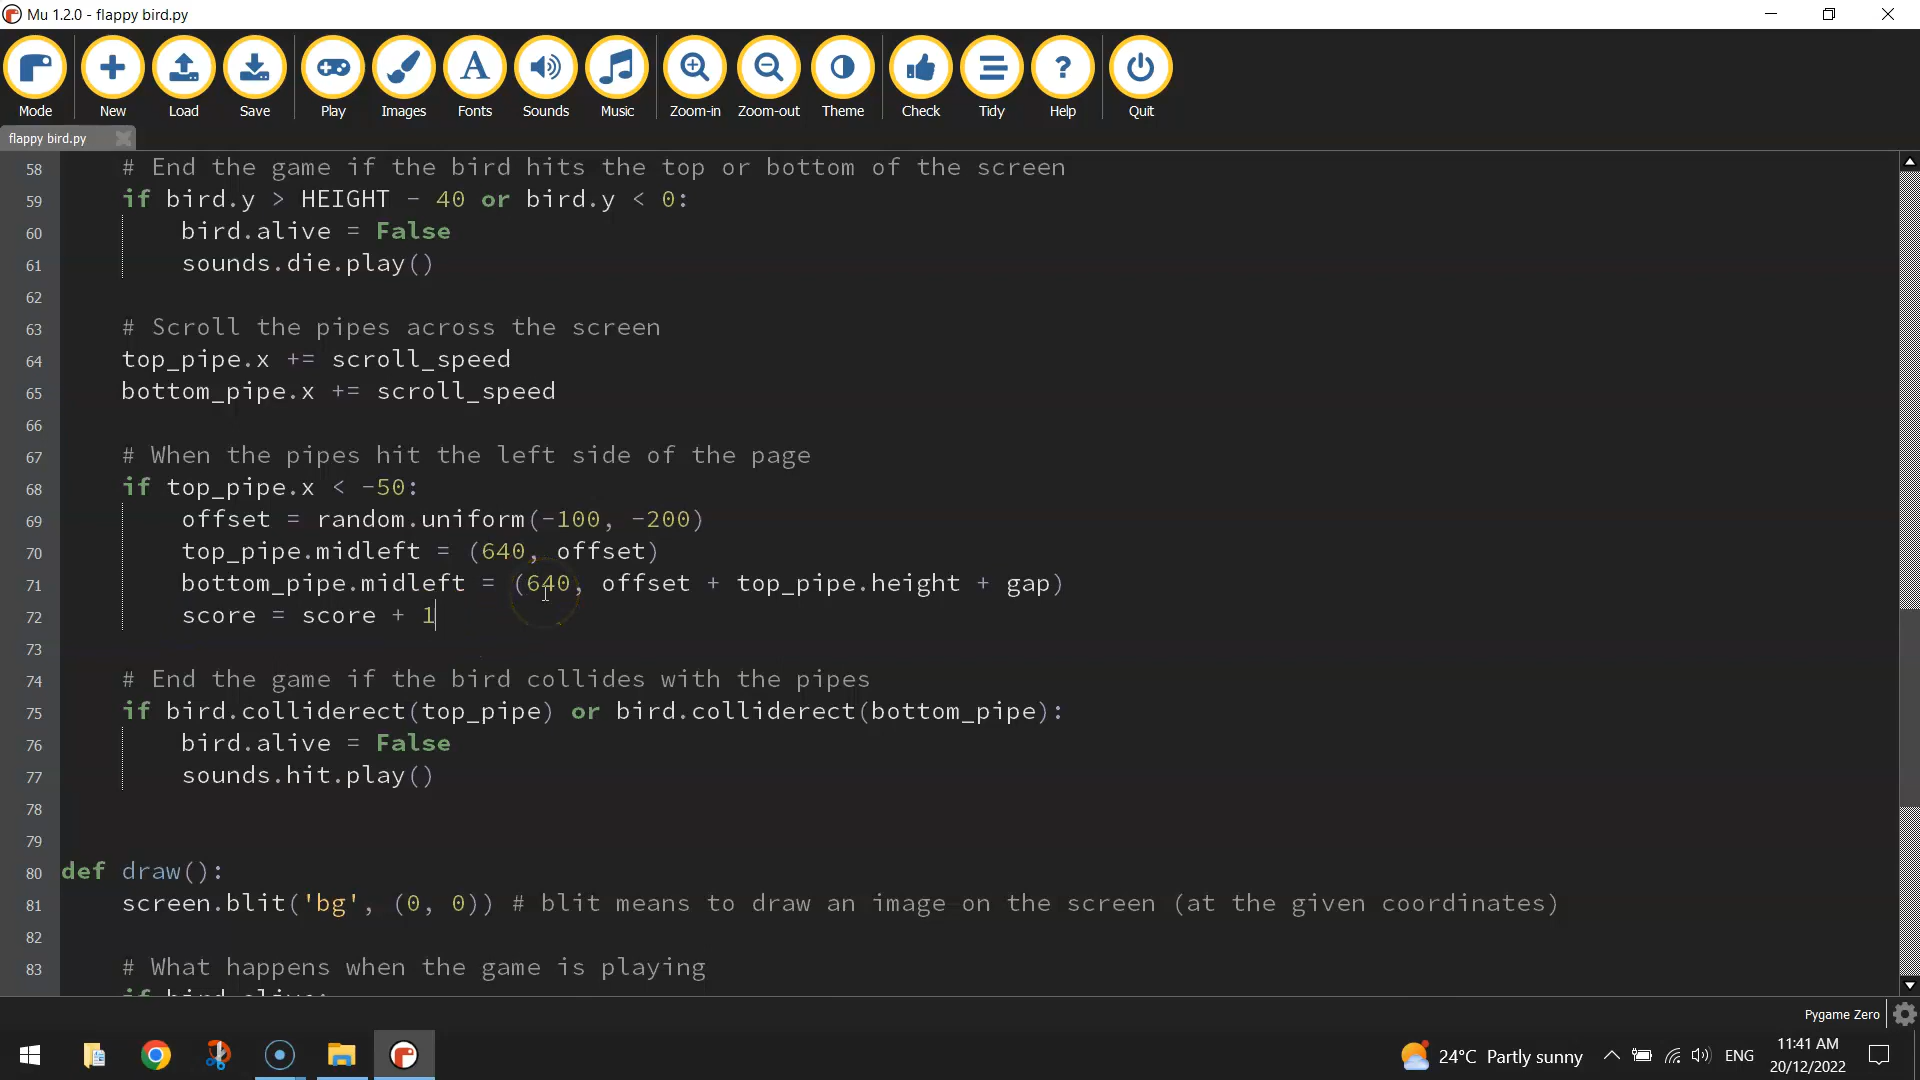 Mu 1.2.0 - flappy bird.py
Mode New Load Save Play Images Fonts Sounds Music Zoom-in Zoom-out Theme Check Tidy Help Quit
flappy bird.py
58 # End the game if the bird hits the top or bottom of the screen
59 if bird.y > HEIGHT - 40 or bird.y < 0:
60 bird.alive = False
61 sounds.die.play()
62
63 # Scroll the pipes across the screen
64 top_pipe.x += scroll_speed
65 bottom_pipe.x += scroll_speed
66
67 # When the pipes hit the left side of the page
68 if top_pipe.x < -50:
69 offset = random.uniform(-100, -200)
70 top_pipe.midleft = (640, offset)
71 bottom_pipe.midleft = (640, offset + top_pipe.height + gap)
72 score = score + 1
73
74 # End the game if the bird collides with the pipes
75 if bird.colliderect(top_pipe) or bird.colliderect(bottom_pipe):
76 bird.alive = False
77 sounds.hit.play()
78
79
80 def draw():
81 screen.blit('bg', (0, 0)) # blit means to draw an image on the screen (at the given coordinates)
82
83 # What happens when the game is playing
if bird.alive:
Pygame Zero
24°C Partly sunny
ENG
11:41 AM
20/12/2022